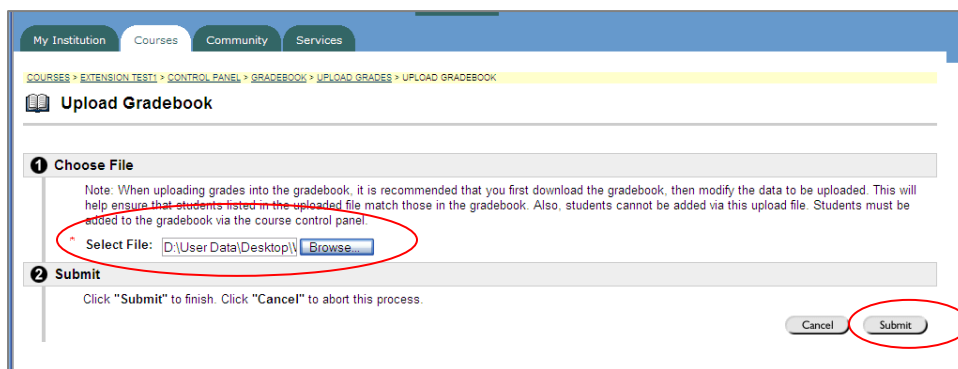 My Institution Courses Community Services
COURSES > EXTENSION TEST1 > CONTROL PANEL > GRADEBOOK > UPLOAD GRADES > UPLOAD GRADEBOOK
Upload Gradebook
1 Choose File
Note: When uploading grades into the gradebook, it is recommended that you first download the gradebook, then modify the data to be uploaded. This will
help ensure that students listed in the uploaded file match those in the gradebook. Also, students cannot be added via this upload file. Students must be
added to the gradebook via the course control panel.
* Select File: D:\User Data\Desktop\ Browse...
2 Submit
Click "Submit" to finish. Click "Cancel" to abort this process.
Cancel Submit